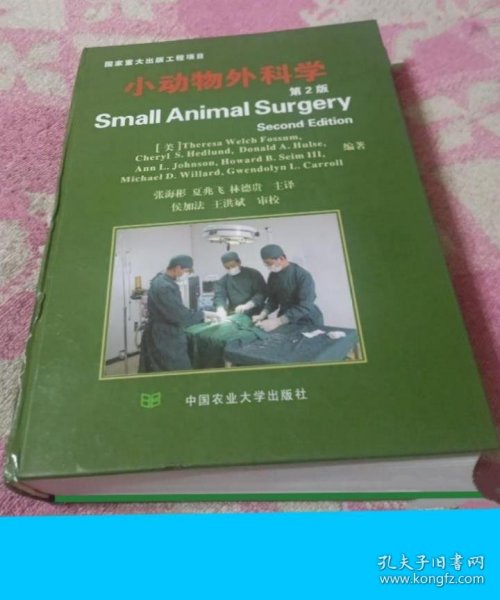 国家重大出版工程项目
小动物外科学
第2版
Small Animal Surgery
Second Edition
[美]Theresa Welch Fossum,
Cheryl S. Hedlund, Donald A. Hulse,
Ann L. Johnson, Howard B. Seim III,
Michael D. Willard, Gwendolyn L. Carroll
编著
张海彬 夏兆飞 林德贵 主译
侯加法 王洪斌 审校
中国农业大学出版社
孔夫子旧书网
www.kongfz.com